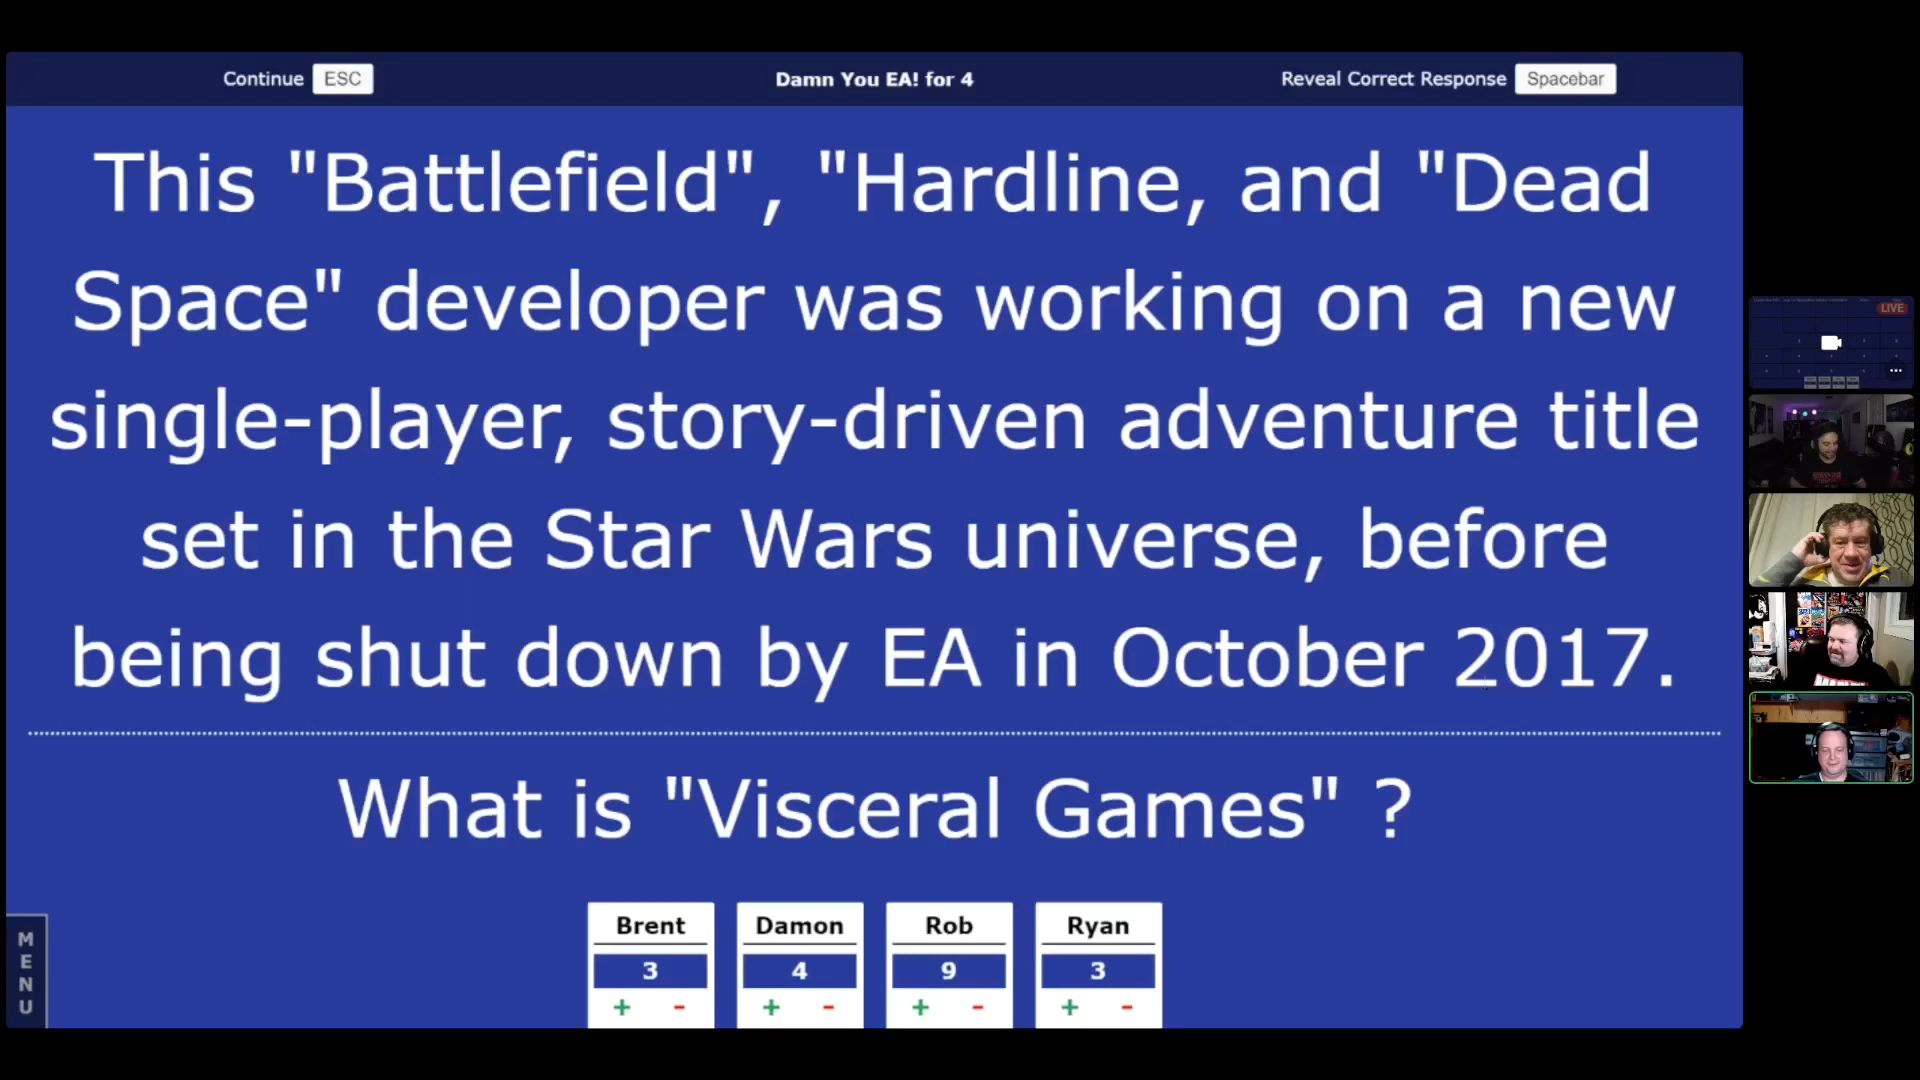 Continue ESC
Damn You EA! for 4
Reveal Correct Response Spacebar
This "Battlefield", "Hardline, and "Dead
Space" developer was working on a new
single-player, story-driven adventure title
set in the Star Wars universe, before
being shut down by EA in October 2017.
What is "Visceral Games" ?
MENU
Brent Damon Rob Ryan
3 4 9 3
+ - + - + - + -
LIVE